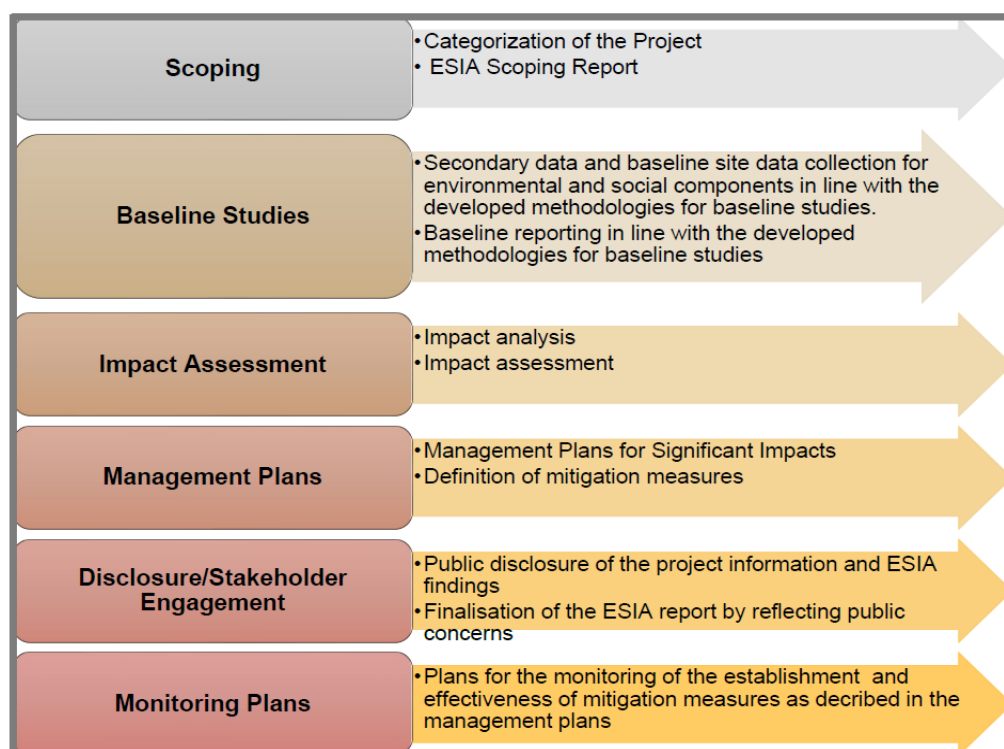 Scoping
•Categorization of the Project
• ESIA Scoping Report
Baseline Studies
•Secondary data and baseline site data collection for
environmental and social components in line with the
developed methodologies for baseline studies.
•Baseline reporting in line with the developed
methodologies for baseline studies
Impact Assessment
•Impact analysis
•Impact assessment
Management Plans
•Management Plans for Significant Impacts
•Definition of mitigation measures
Disclosure/Stakeholder
Engagement
•Public disclosure of the project information and ESIA
findings
•Finalisation of the ESIA report by reflecting public
concerns
Monitoring Plans
•Plans for the monitoring of the establishment and
effectiveness of mitigation measures as decribed in the
management plans